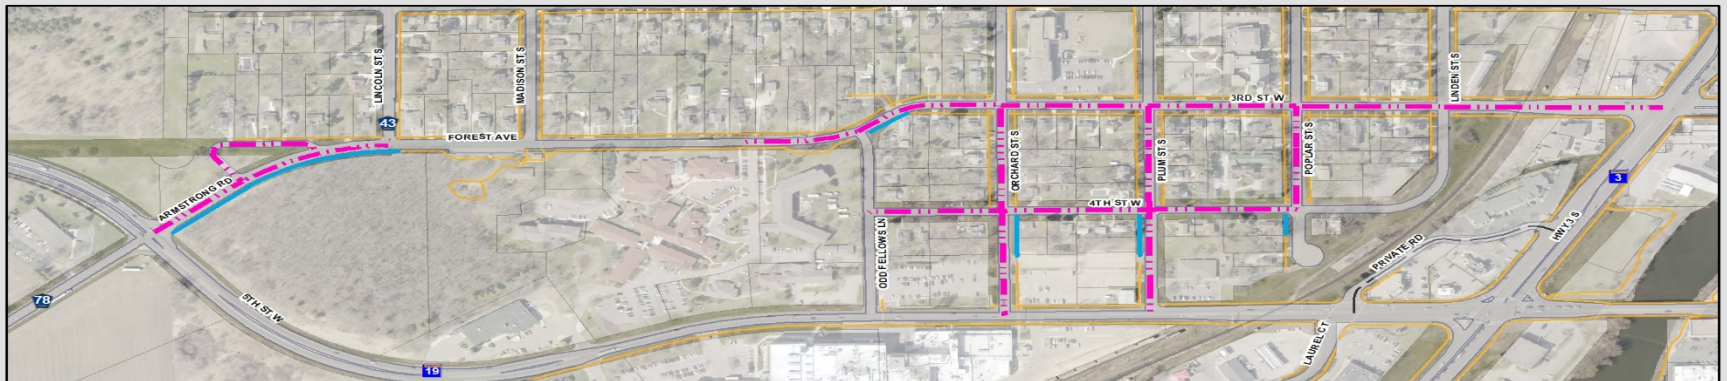 LINCOLN ST S
MADISON ST S
43
FOREST AVE
3RD ST W
LINDEN ST S
ORCHARD ST S
PLUM ST S
POPLAR ST S
ARMSTRONG RD
4TH ST W
3
ODD FELLOWS LN
PRIVATE RD
HWY 3 S
78
5TH ST W
LAUREL CT
19